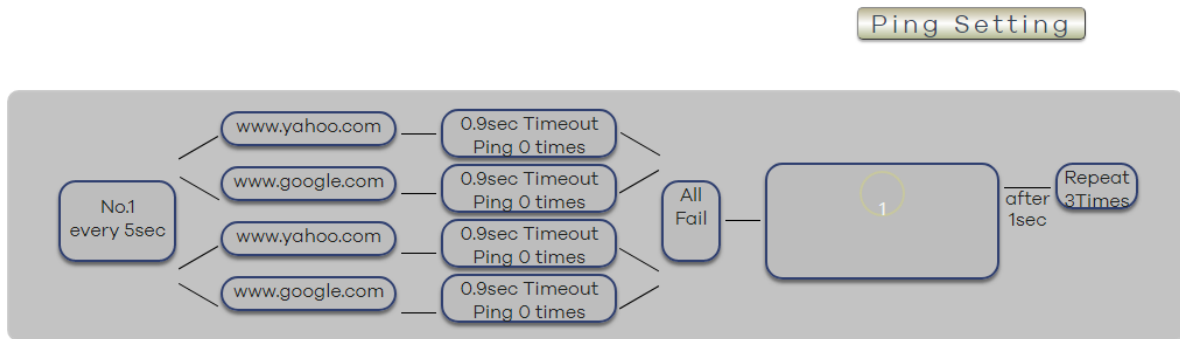 Ping Setting
No.1
every 5sec
www.yahoo.com
www.google.com
www.yahoo.com
www.google.com
0.9sec Timeout
Ping 0 times
0.9sec Timeout
Ping 0 times
0.9sec Timeout
Ping 0 times
0.9sec Timeout
Ping 0 times
All
Fail
1
after
1sec
Repeat
3Times